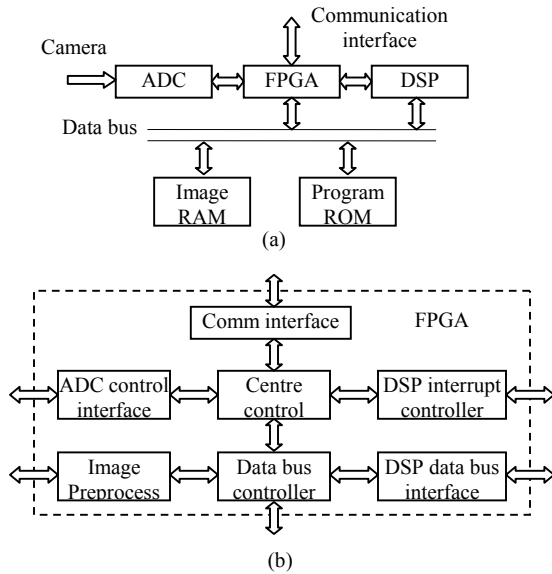 Communication
interface
Camera
ADC
FPGA
DSP
Data bus
Image
RAM
Program
ROM
(a)
Comm interface
FPGA
ADC control
interface
Centre
control
DSP interrupt
controller
Image
Preprocess
Data bus
controller
DSP data bus
interface
(b)